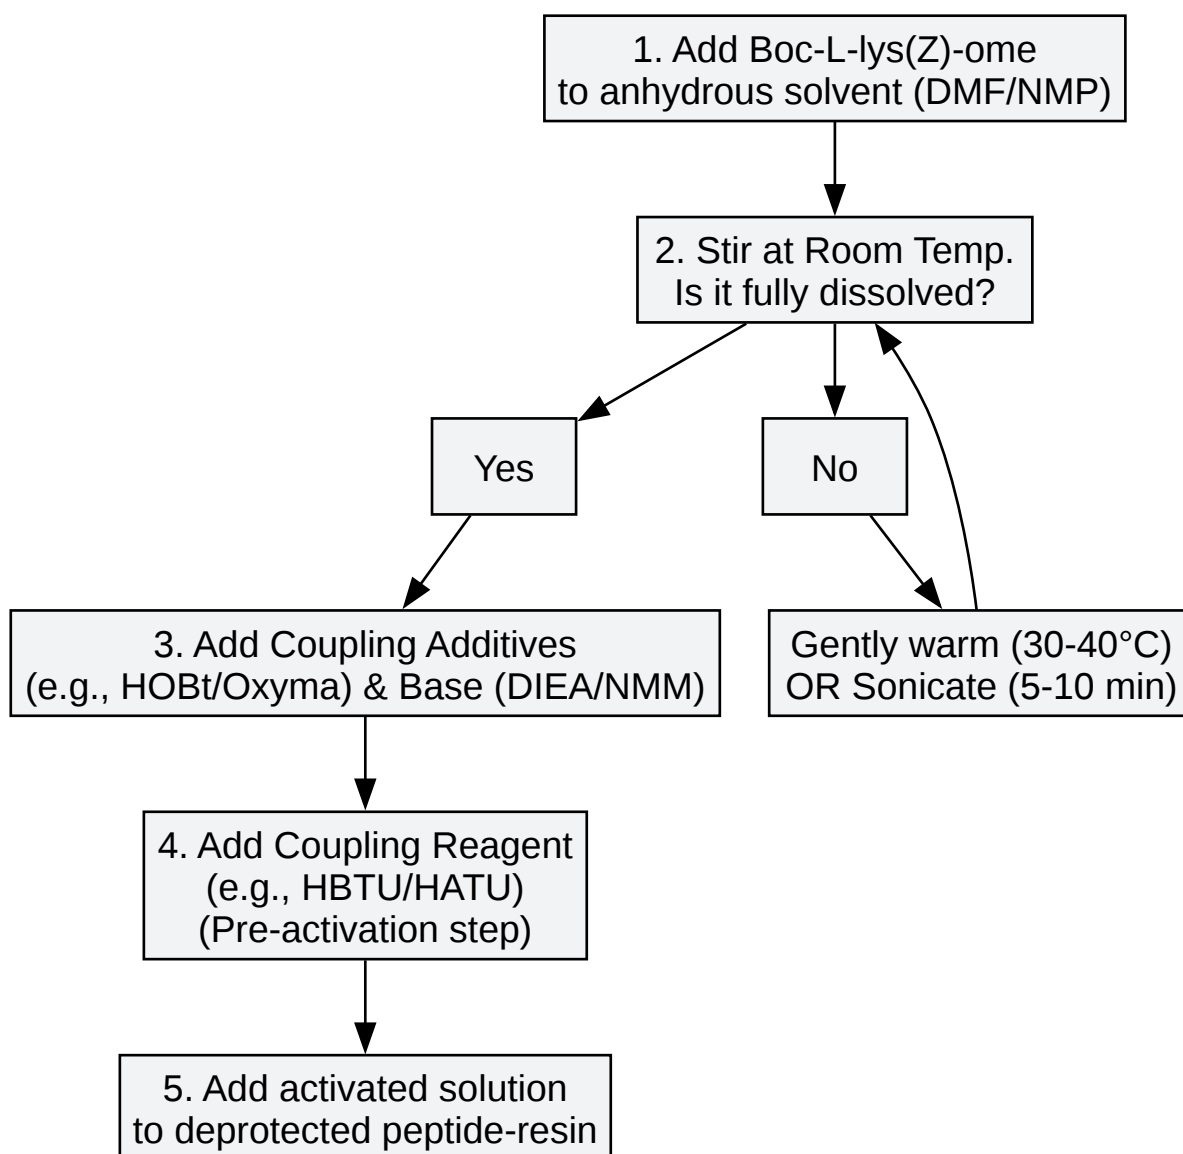 1. Add Boc-L-lys(Z)-ome
to anhydrous solvent (DMF/NMP)
2. Stir at Room Temp.
Is it fully dissolved?
Yes
No
3. Add Coupling Additives
(e.g., HOBt/Oxyma) & Base (DIEA/NMM)
Gently warm (30-40°C)
OR Sonicate (5-10 min)
4. Add Coupling Reagent
(e.g., HBTU/HATU)
(Pre-activation step)
5. Add activated solution
to deprotected peptide-resin